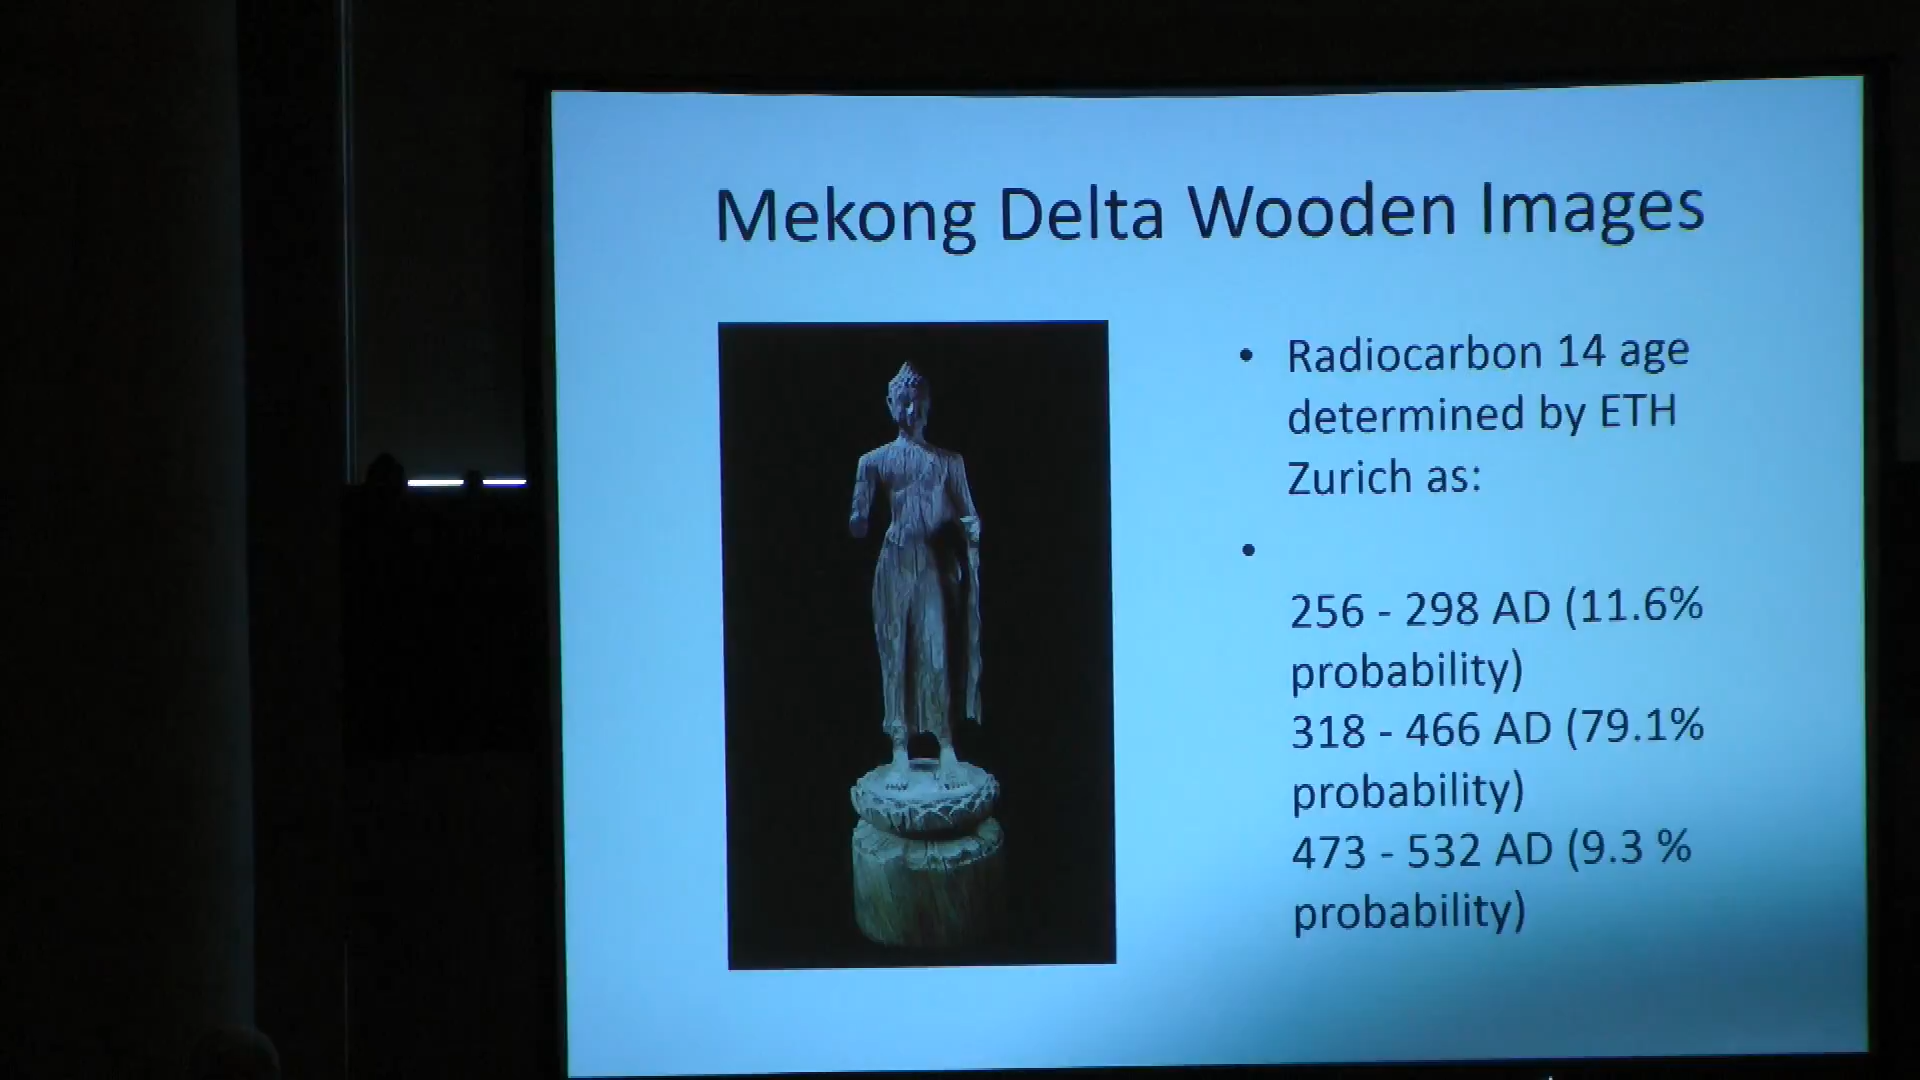 Mekong Delta Wooden Images
• Radiocarbon 14 age
determined by ETH
Zurich as:
•
256 - 298 AD (11.6%
probability)
318 - 466 AD (79.1%
probability)
473 - 532 AD (9.3 %
probability)